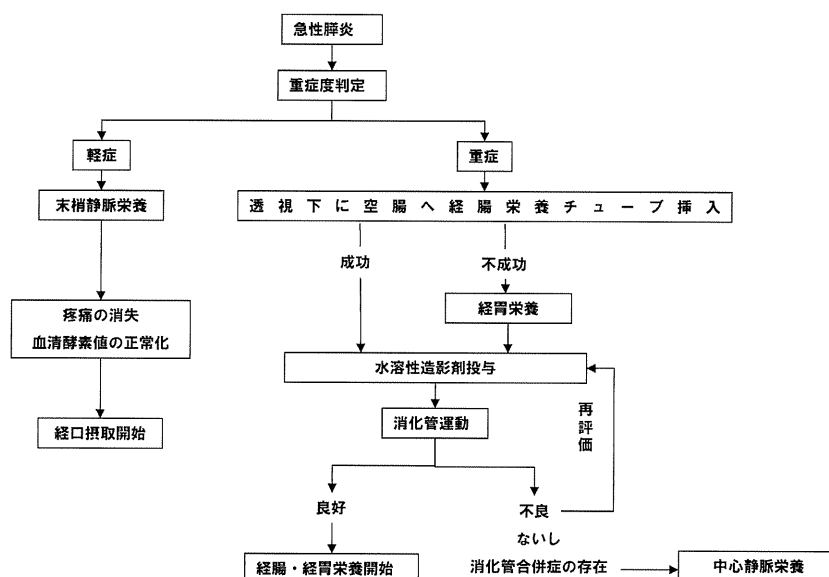 急性膵炎
重症度判定
軽症
重症
末梢静脈栄養
透視下に空腸へ経腸栄養チューブ挿入
成功
不成功
疼痛の消失
血清酵素値の正常化
経胃栄養
水溶性造影剤投与
経口摂取開始
消化管運動
再評価
良好
不良
ないし
経腸・経胃栄養開始
消化管合併症の存在
中心静脈栄養